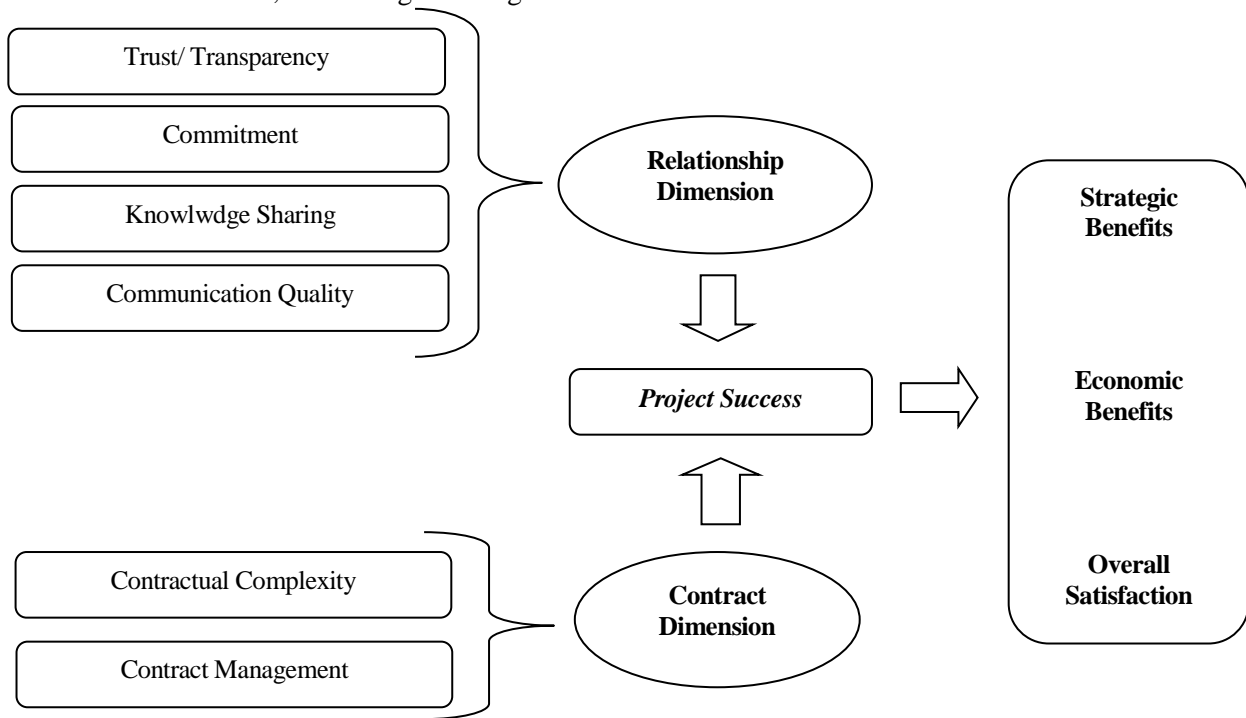 Trust/ Transparency
Commitment
Knowlwdge Sharing
Communication Quality
Relationship
Dimension
Project Success
Contractual Complexity
Contract Management
Contract
Dimension
Strategic
Benefits
Economic
Benefits
Overall
Satisfaction